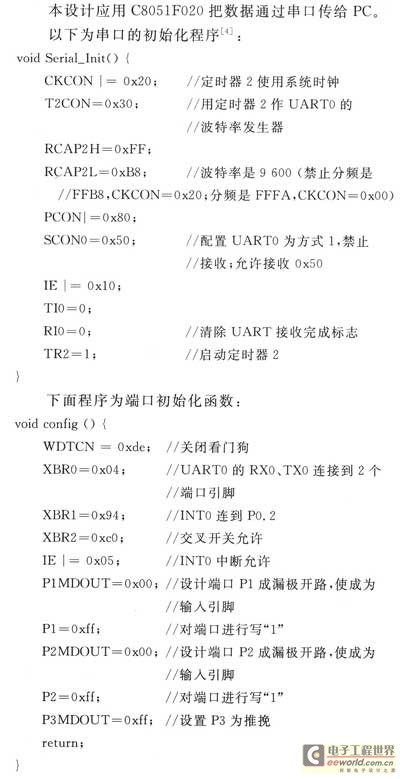 本设计应用 C8051F020 把数据通过串口传给 PC。
以下为串口的初始化程序[4]:
void Serial_Init() {
CKCON |= 0x20; //定时器 2 使用系统时钟
T2CON=0x30; //用定时器 2 作 UART0 的
//波特率发生器
RCAP2H=0xFF;
RCAP2L=0xB8; //波特率是 9 600 (禁止分频是
//FFB8,CKCON=0x20;分频是 FFFA,CKCON=0x00)
PCON|=0x80;
SCON0=0x50; //配置 UART0 为方式 1,禁止
//接收;允许接收 0x50
IE |= 0x10;
TI0=0;
RI0=0; //清除 UART 接收完成标志
TR2=1; //启动定时器 2
}
下面程序为端口初始化函数:
void config () {
WDTCN = 0xde; //关闭看门狗
XBR0=0x04; //UART0 的 RX0、TX0 连接到 2 个
//端口引脚
XBR1=0x94; //INT0 连到 P0.2
XBR2=0xc0; //交叉开关允许
IE |= 0x05; //INT0 中断允许
P1MDOUT=0x00; //设计端口 P1 成漏极开路,使成为
//输入引脚
P1=0xff; //对端口进行写“1”
P2MDOUT=0x00; //设计端口 P2 成漏极开路,使成为
//输入引脚
P2=0xff; //对端口进行写“1”
P3MDOUT=0xff; //设置 P3 为推挽
return;
}
电子工程世界
eeworld.com.cn